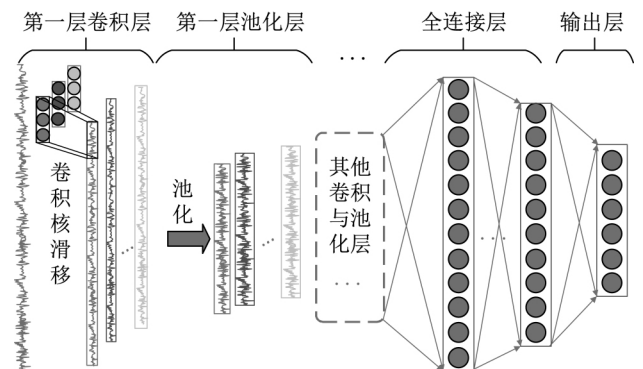 第一层卷积层
第一层池化层
...
全连接层
输出层
卷积核滑移
...
池化
...
其他
卷积
与池
化层
...
...